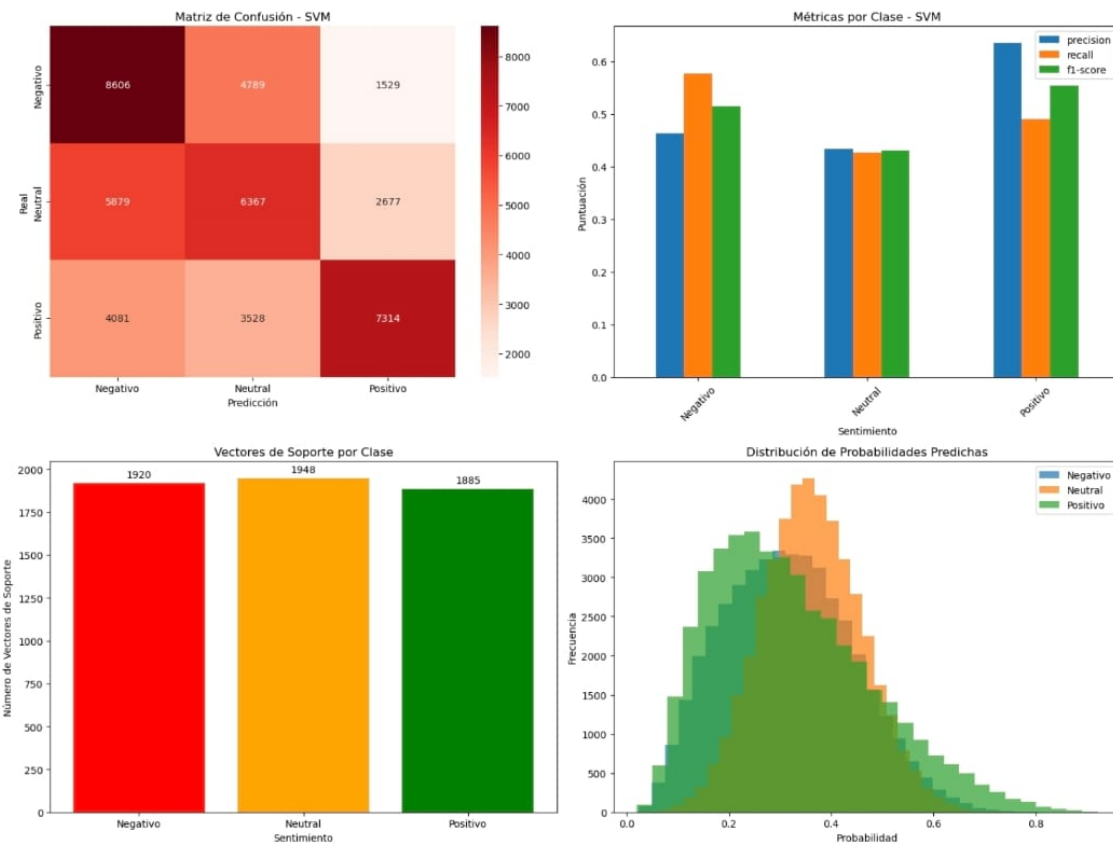 Matriz de Confusión - SVM
Negativo
Neutral
Positivo
Real
8606 4789 1529
5879 6367 2677
4081 3528 7314
Negativo Neutral Positivo
Predicción
8000
7000
6000
5000
4000
3000
2000
Métricas por Clase - SVM
precision
recall
f1-score
Puntuación
0.6
0.5
0.4
0.3
0.2
0.1
0.0
Negativo Neutral Positivo
Sentimiento
Vectores de Soporte por Clase
Número de Vectores de Soporte
2000
1750
1500
1250
1000
750
500
250
0
1920 1948 1885
Negativo Neutral Positivo
Sentimiento
Distribución de Probabilidades Predichas
Negativo
Neutral
Positivo
Frecuencia
4000
3500
3000
2500
2000
1500
1000
500
0
0.0 0.2 0.4 0.6 0.8
Probabilidad